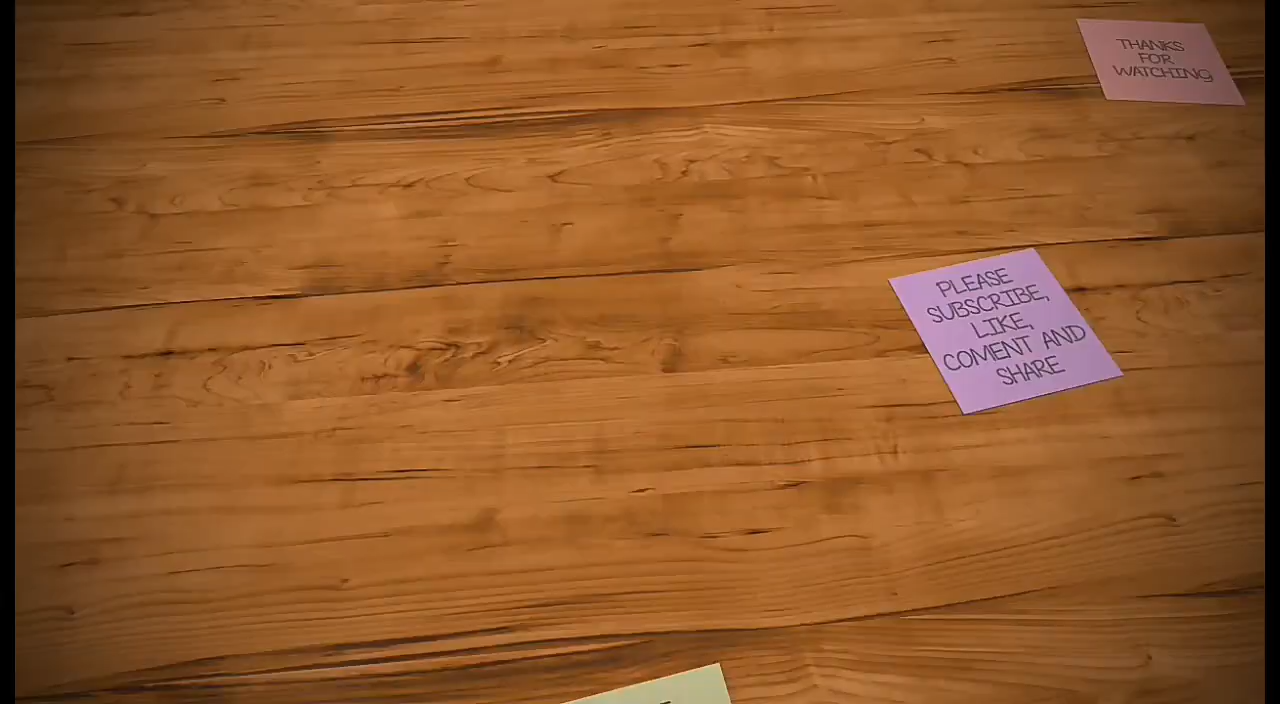 THANKS
FOR
WATCHING
PLEASE
SUBSCRIBE,
LIKE,
COMENT AND
SHARE